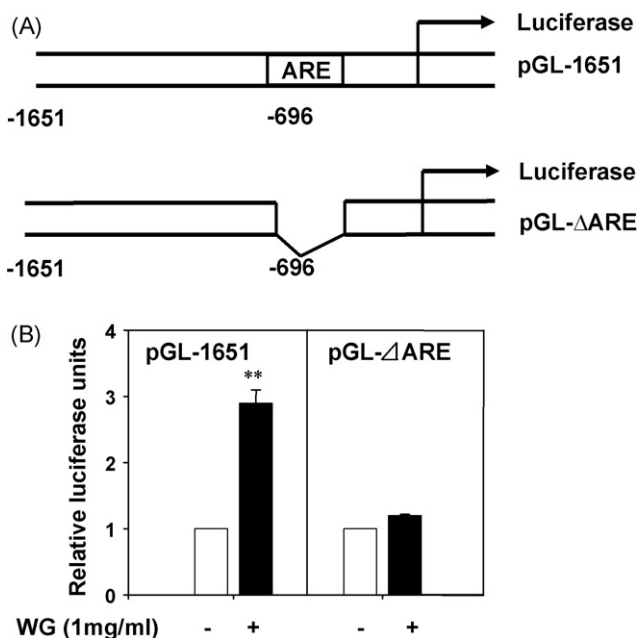 (A)
Luciferase
ARE
pGL-1651
-1651 -696
Luciferase
pGL-ΔARE
-1651 -696
(B)
Relative luciferase units
4
3
2
1
0
pGL-1651 pGL-⊿ARE
**
WG (1mg/ml) - + - +